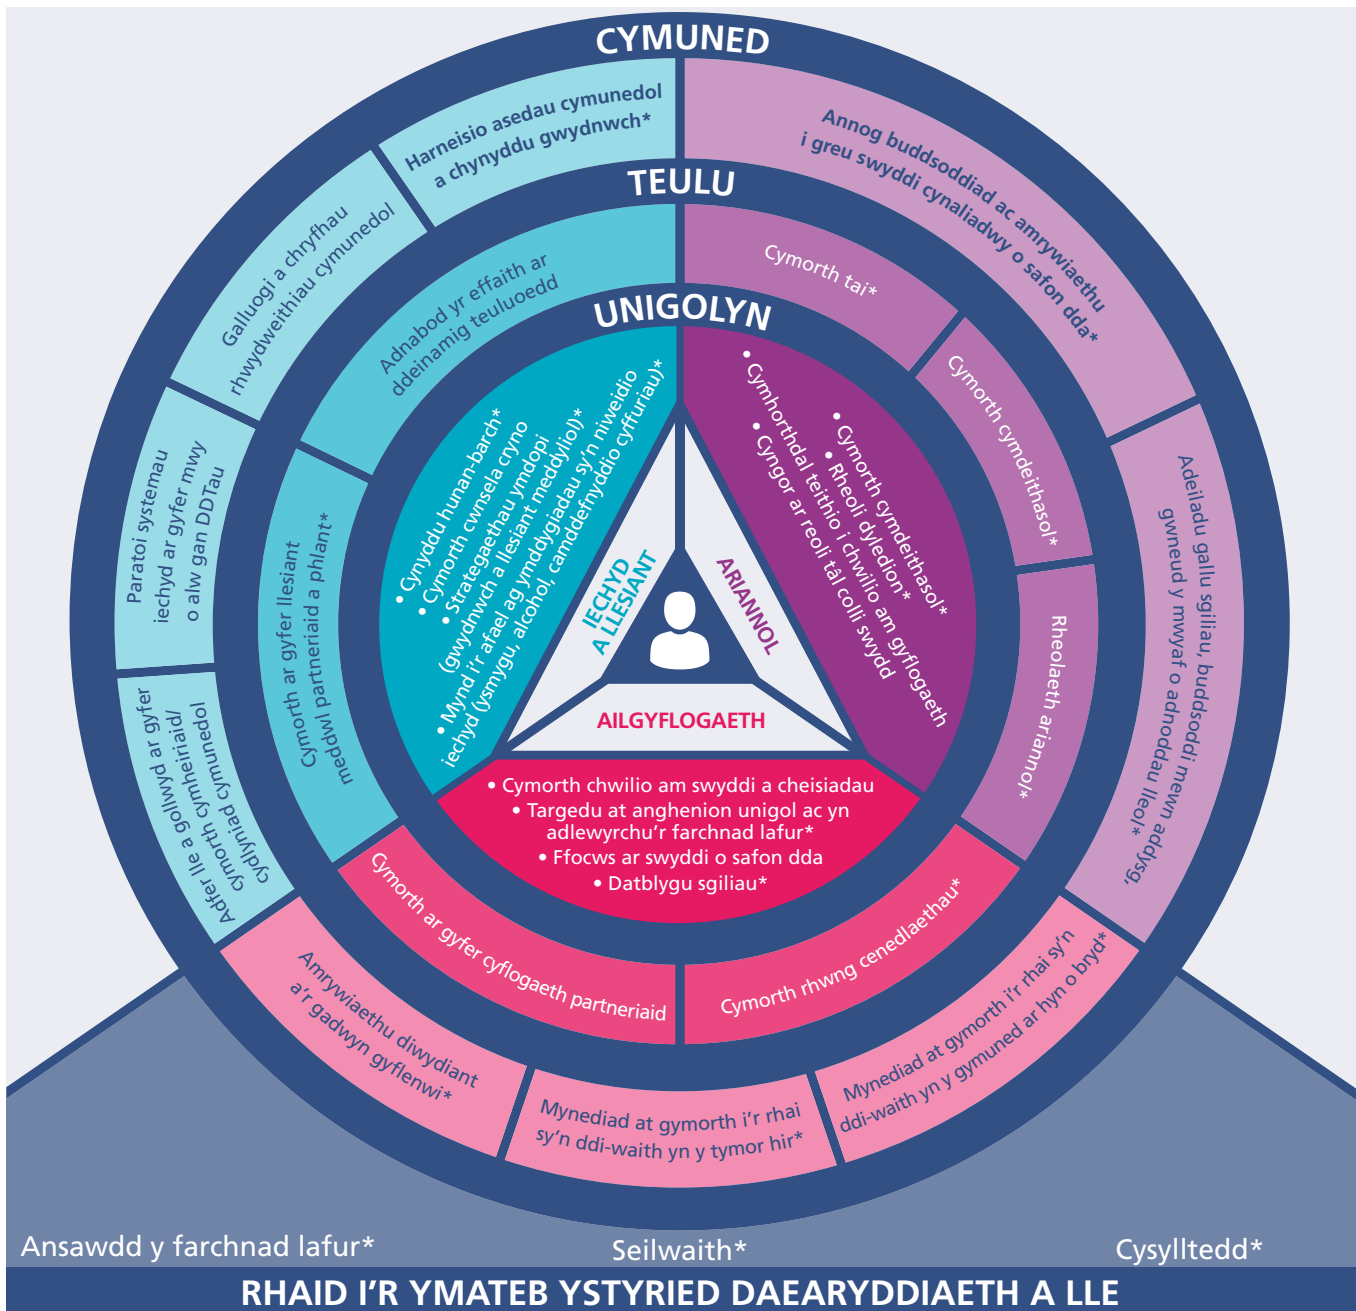 CYMUNED
Harneisio asedau cymunedol
a chynyddu gwydnwch*
Annog buddsoddiad ac amrywiaethu
i greu swyddi cynaliadwy o safon dda*
Galluogi a chryfhau
rhwydweithiau cymunedol
Paratoi systemau
iechyd ar gyfer mwy
o alw gan DDTau
Adfer lle a golwyd ar gyfer
cymorth cymheiriaid/
cydlyniad cymunedol
Adeiladu gallu sgiliau, buddsoddi mewn addysg,
gwneud y mwyaf o adnoddau lleol*
Amrywiaethu diwydiant
a'r gadwyn gyflenwi*
Mynediad at gymorth i'r rhai
sy'n ddi-waith yn y tymor hir*
Mynediad at gymorth i'r rhai sy'n
ddi-waith yn y gymuned ar hyn o bryd*
TEULU
Adnabod yr effaith ar
ddeinamig teuluoedd
Cymorth ar gyfer llesiant
meddwl partneriaid a phlant*
Cymorth tai*
Cymorth cymdeithasol*
Rheolaeth ariannol*
Cymorth ar gyfer cyflogaeth partneriaid
Cymorth rhwng cenedlaethau*
UNIGOLYN
• Cynyddu hunan-barch*
• Cymorth cwnsela cryno
• Strategaethau ymdopi
(gwydnwch a llesiant meddyliol)*
• Mynd i'r afael ag ymddygiadau sy'n niweidio
iechyd (ysmygu, alcohol, camddefnyddio cyffuriau)*
• Cymorth cymdeithasol*
• Rheoli dyledion*
• Cymhorthdal teithio i chwilio am gyflogaeth
• Cyngor ar reoli tâl colli swydd
IECHYD
A LLESIANT
ARIANNOL
AILGYFLOGAETH
• Cymorth chwilio am swyddi a cheisiadau
• Targedu at anghenion unigol ac yn
adlewyrchu'r farchnad lafur*
• Ffocws ar swyddi o safon dda
• Datblygu sgiliau*
Ansawdd y farchnad lafur*
Seilwaith*
Cysylltedd*
RHAID I'R YMATEB YSTYRIED DAEARYDDIAETH A LLE